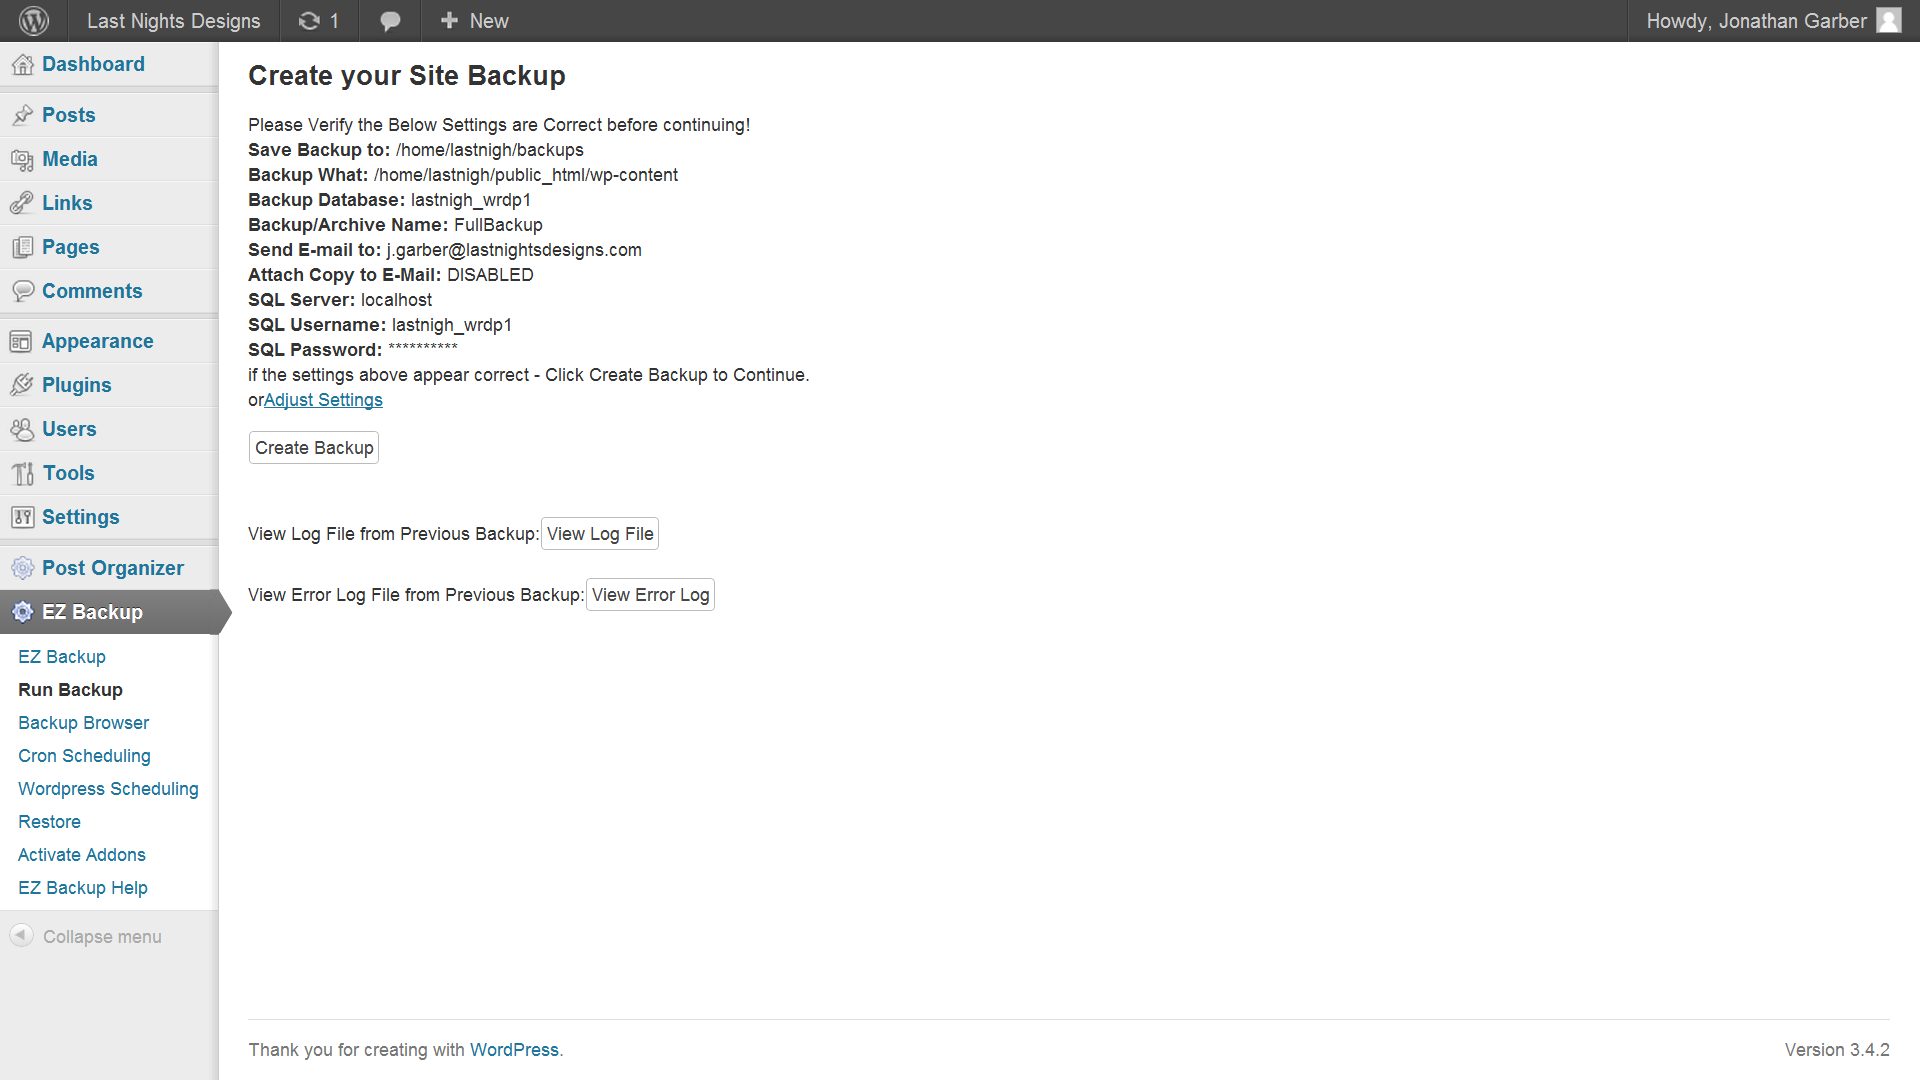 Last Nights Designs 1 New Howdy, Jonathan Garber
Dashboard
Posts
Media
Links
Pages
Comments
Appearance
Plugins
Users
Tools
Settings
Post Organizer
EZ Backup
EZ Backup
Run Backup
Backup Browser
Cron Scheduling
Wordpress Scheduling
Restore
Activate Addons
EZ Backup Help
Collapse menu
Create your Site Backup
Please Verify the Below Settings are Correct before continuing!
Save Backup to: /home/lastnigh/backups
Backup What: /home/lastnigh/public_html/wp-content
Backup Database: lastnigh_wrdp1
Backup/Archive Name: FullBackup
Send E-mail to: j.garber@lastnightsdesigns.com
Attach Copy to E-Mail: DISABLED
SQL Server: localhost
SQL Username: lastnigh_wrdp1
SQL Password: **********
if the settings above appear correct - Click Create Backup to Continue.
orAdjust Settings
Create Backup
View Log File from Previous Backup: View Log File
View Error Log File from Previous Backup: View Error Log
Thank you for creating with WordPress. Version 3.4.2